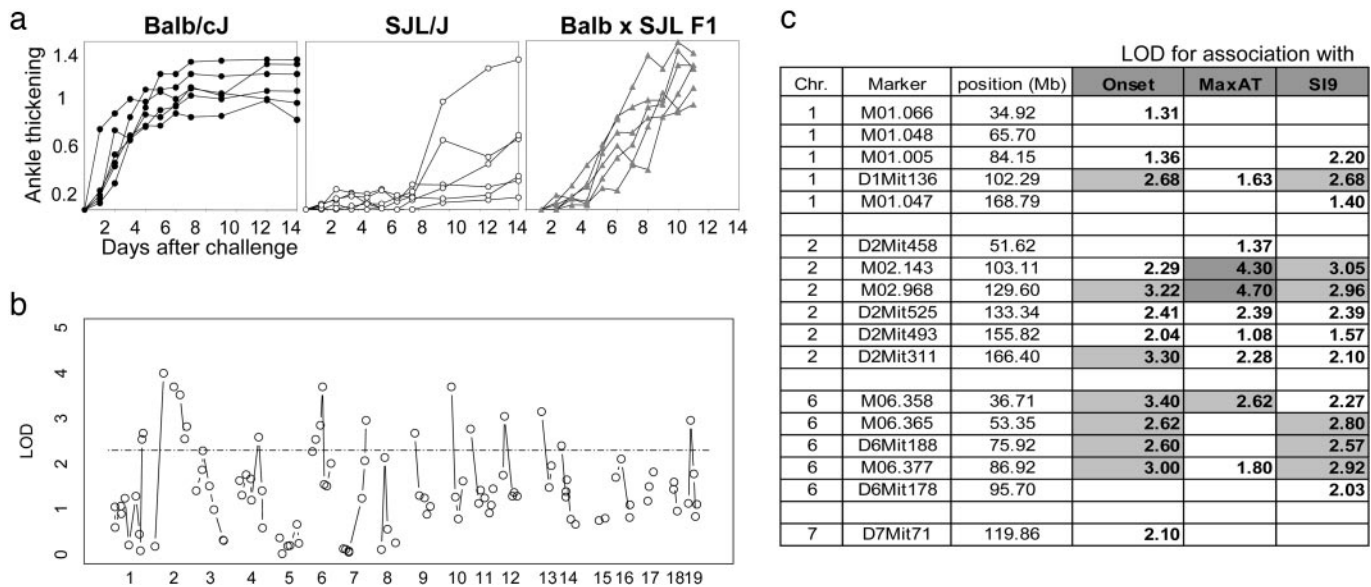 a
Balb/cJ SJL/J Balb x SJL F1
Ankle thickening
1.4
1
0.6
0.2
2 4 6 8 10 12 14 2 4 6 8 10 12 14 2 4 6 8 10 12 14
Days after challenge
b
LOD
5
4
3
2
1
0
1 2 3 4 5 6 7 8 9 10 11 12 13 14 15 16 17 18 19
c
LOD for association with
Chr. Marker position (Mb) Onset MaxAT SI9
1 M01.066 34.92 1.31
1 M01.048 65.70
1 M01.005 84.15 1.36 2.20
1 D1Mit136 102.29 2.68 1.63 2.68
1 M01.047 168.79 1.40
2 D2Mit458 51.62 1.37
2 M02.143 103.11 2.29 4.30 3.05
2 M02.968 129.60 3.22 4.70 2.96
2 D2Mit525 133.34 2.41 2.39 2.39
2 D2Mit493 155.82 2.04 1.08 1.57
2 D2Mit311 166.40 3.30 2.28 2.10
6 M06.358 36.71 3.40 2.62 2.27
6 M06.365 53.35 2.62 2.80
6 D6Mit188 75.92 2.60 2.57
6 M06.377 86.92 3.00 1.80 2.92
6 D6Mit178 95.70 2.03
7 D7Mit71 119.86 2.10